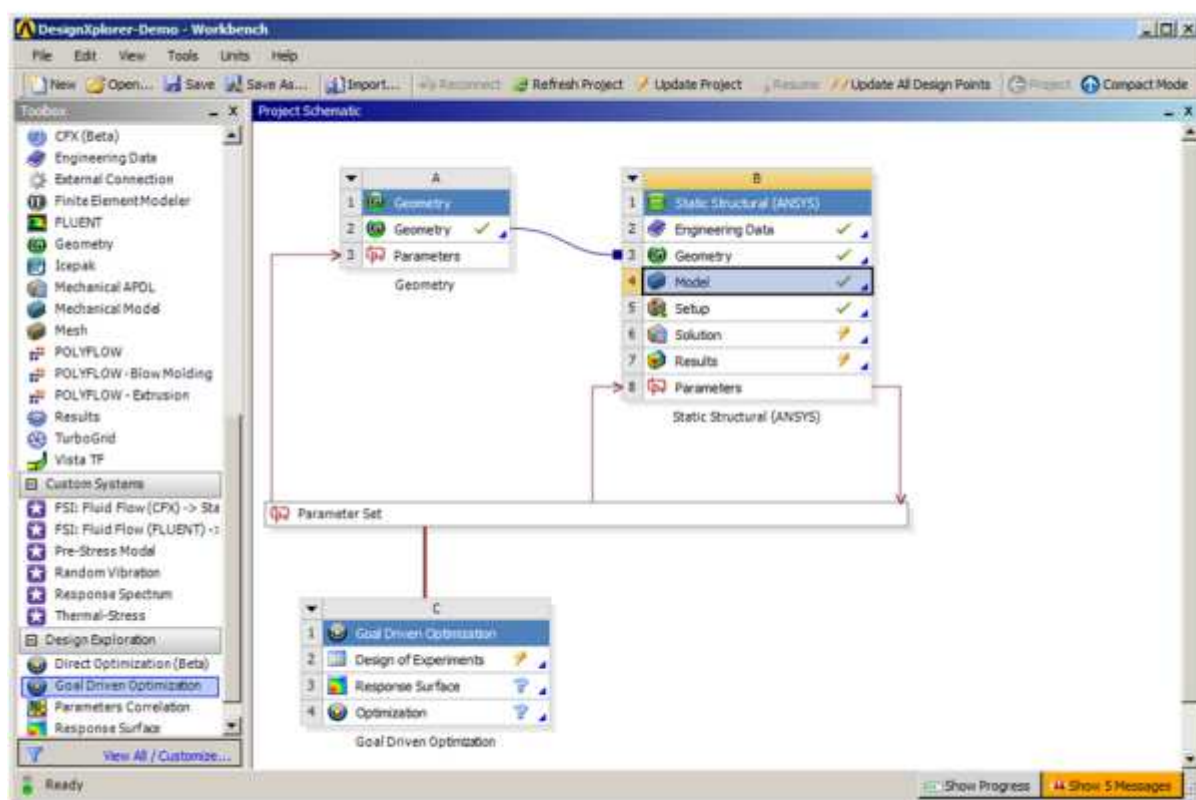 DesignXplorer-Demo - Workbench
File Edit View Tools Units Help
New Open... Save Save As... Import... Reconnect Refresh Project Update Project Resume Update All Design Points Project Compact Mode
Toolbox
Project Schematic
CFX (Beta)
Engineering Data
External Connection
Finite Element Modeler
FLUENT
Geometry
Icepak
Mechanical APDL
Mechanical Model
Mesh
POLYFLOW
POLYFLOW - Blow Molding
POLYFLOW - Extrusion
Results
TurboGrid
Vista TF
Custom Systems
FSI: Fluid Flow (CFX) -> Sta
FSI: Fluid Flow (FLUENT) ->
Pre-Stress Modal
Random Vibration
Response Spectrum
Thermal-Stress
Design Exploration
Direct Optimization (Beta)
Goal Driven Optimization
Parameters Correlation
Response Surface
View All / Customize...
A
1 Geometry
2 Geometry
3 Parameters
Geometry
B
1 Static Structural (ANSYS)
2 Engineering Data
3 Geometry
4 Model
5 Setup
6 Solution
7 Results
8 Parameters
Static Structural (ANSYS)
Parameter Set
C
1 Goal Driven Optimization
2 Design of Experiments
3 Response Surface
4 Optimization
Goal Driven Optimization
Ready
Show Progress
Show 5 Messages